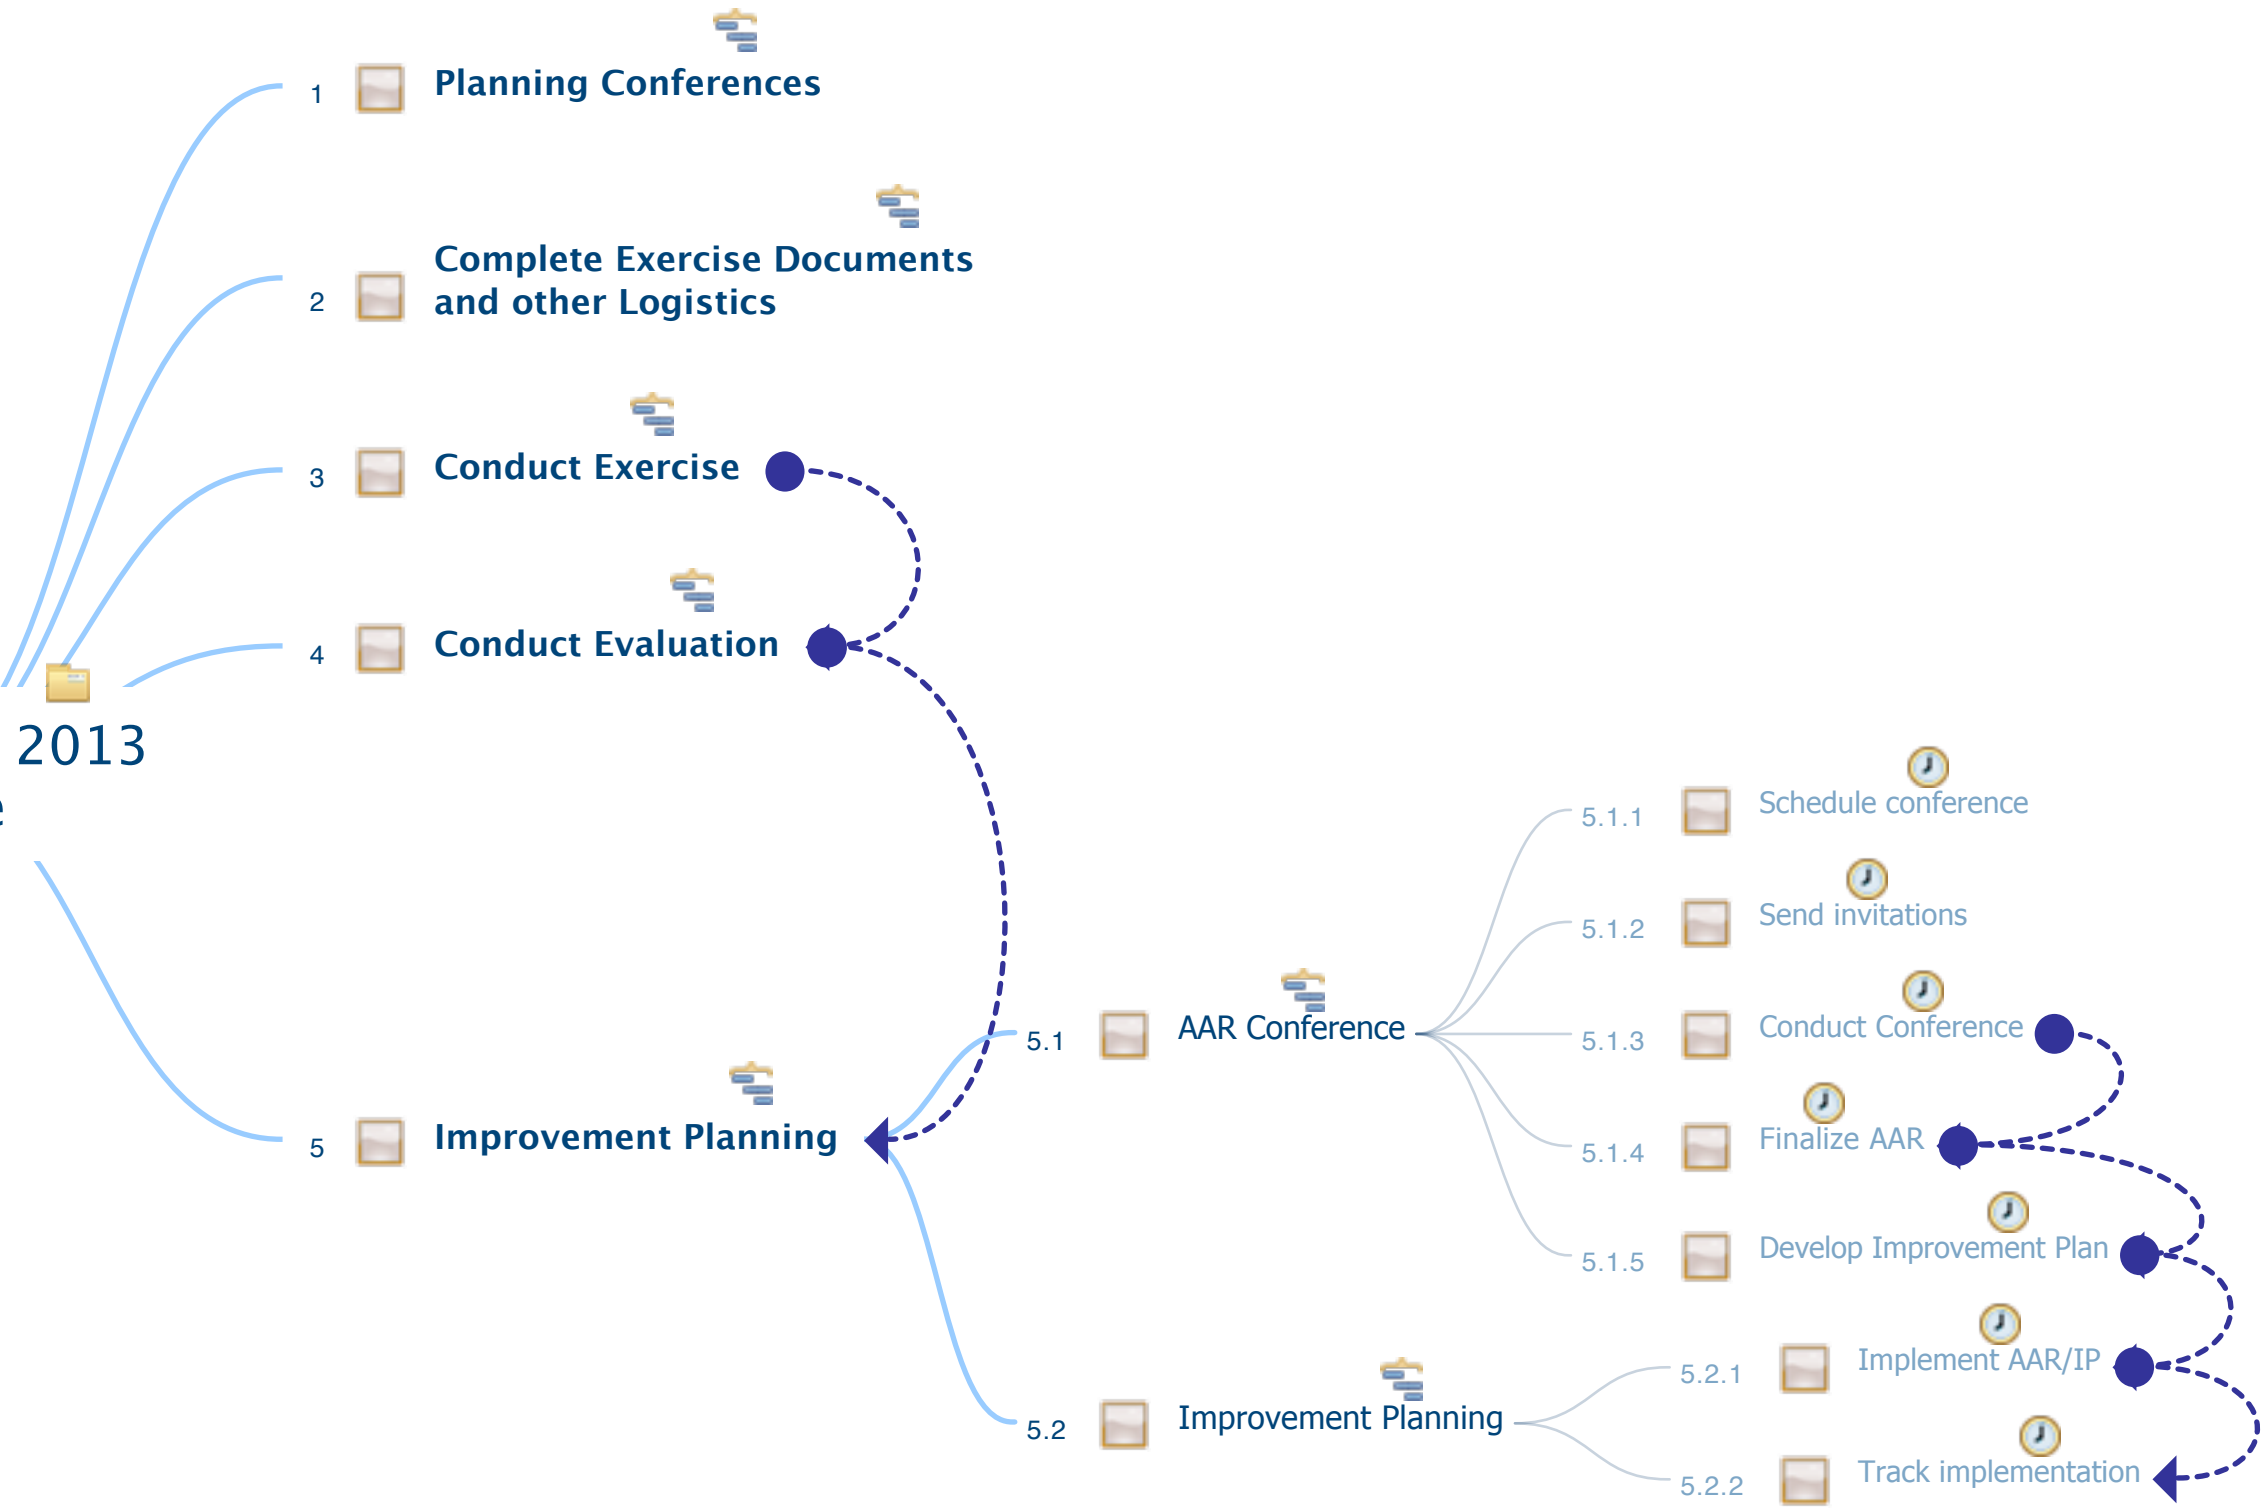 1 Planning Conferences
2 Complete Exercise Documents
and other Logistics
3 Conduct Exercise
4 Conduct Evaluation
2013
e
5 Improvement Planning
5.1 AAR Conference
5.1.1 Schedule conference
5.1.2 Send invitations
5.1.3 Conduct Conference
5.1.4 Finalize AAR
5.1.5 Develop Improvement Plan
5.2 Improvement Planning
5.2.1 Implement AAR/IP
5.2.2 Track implementation